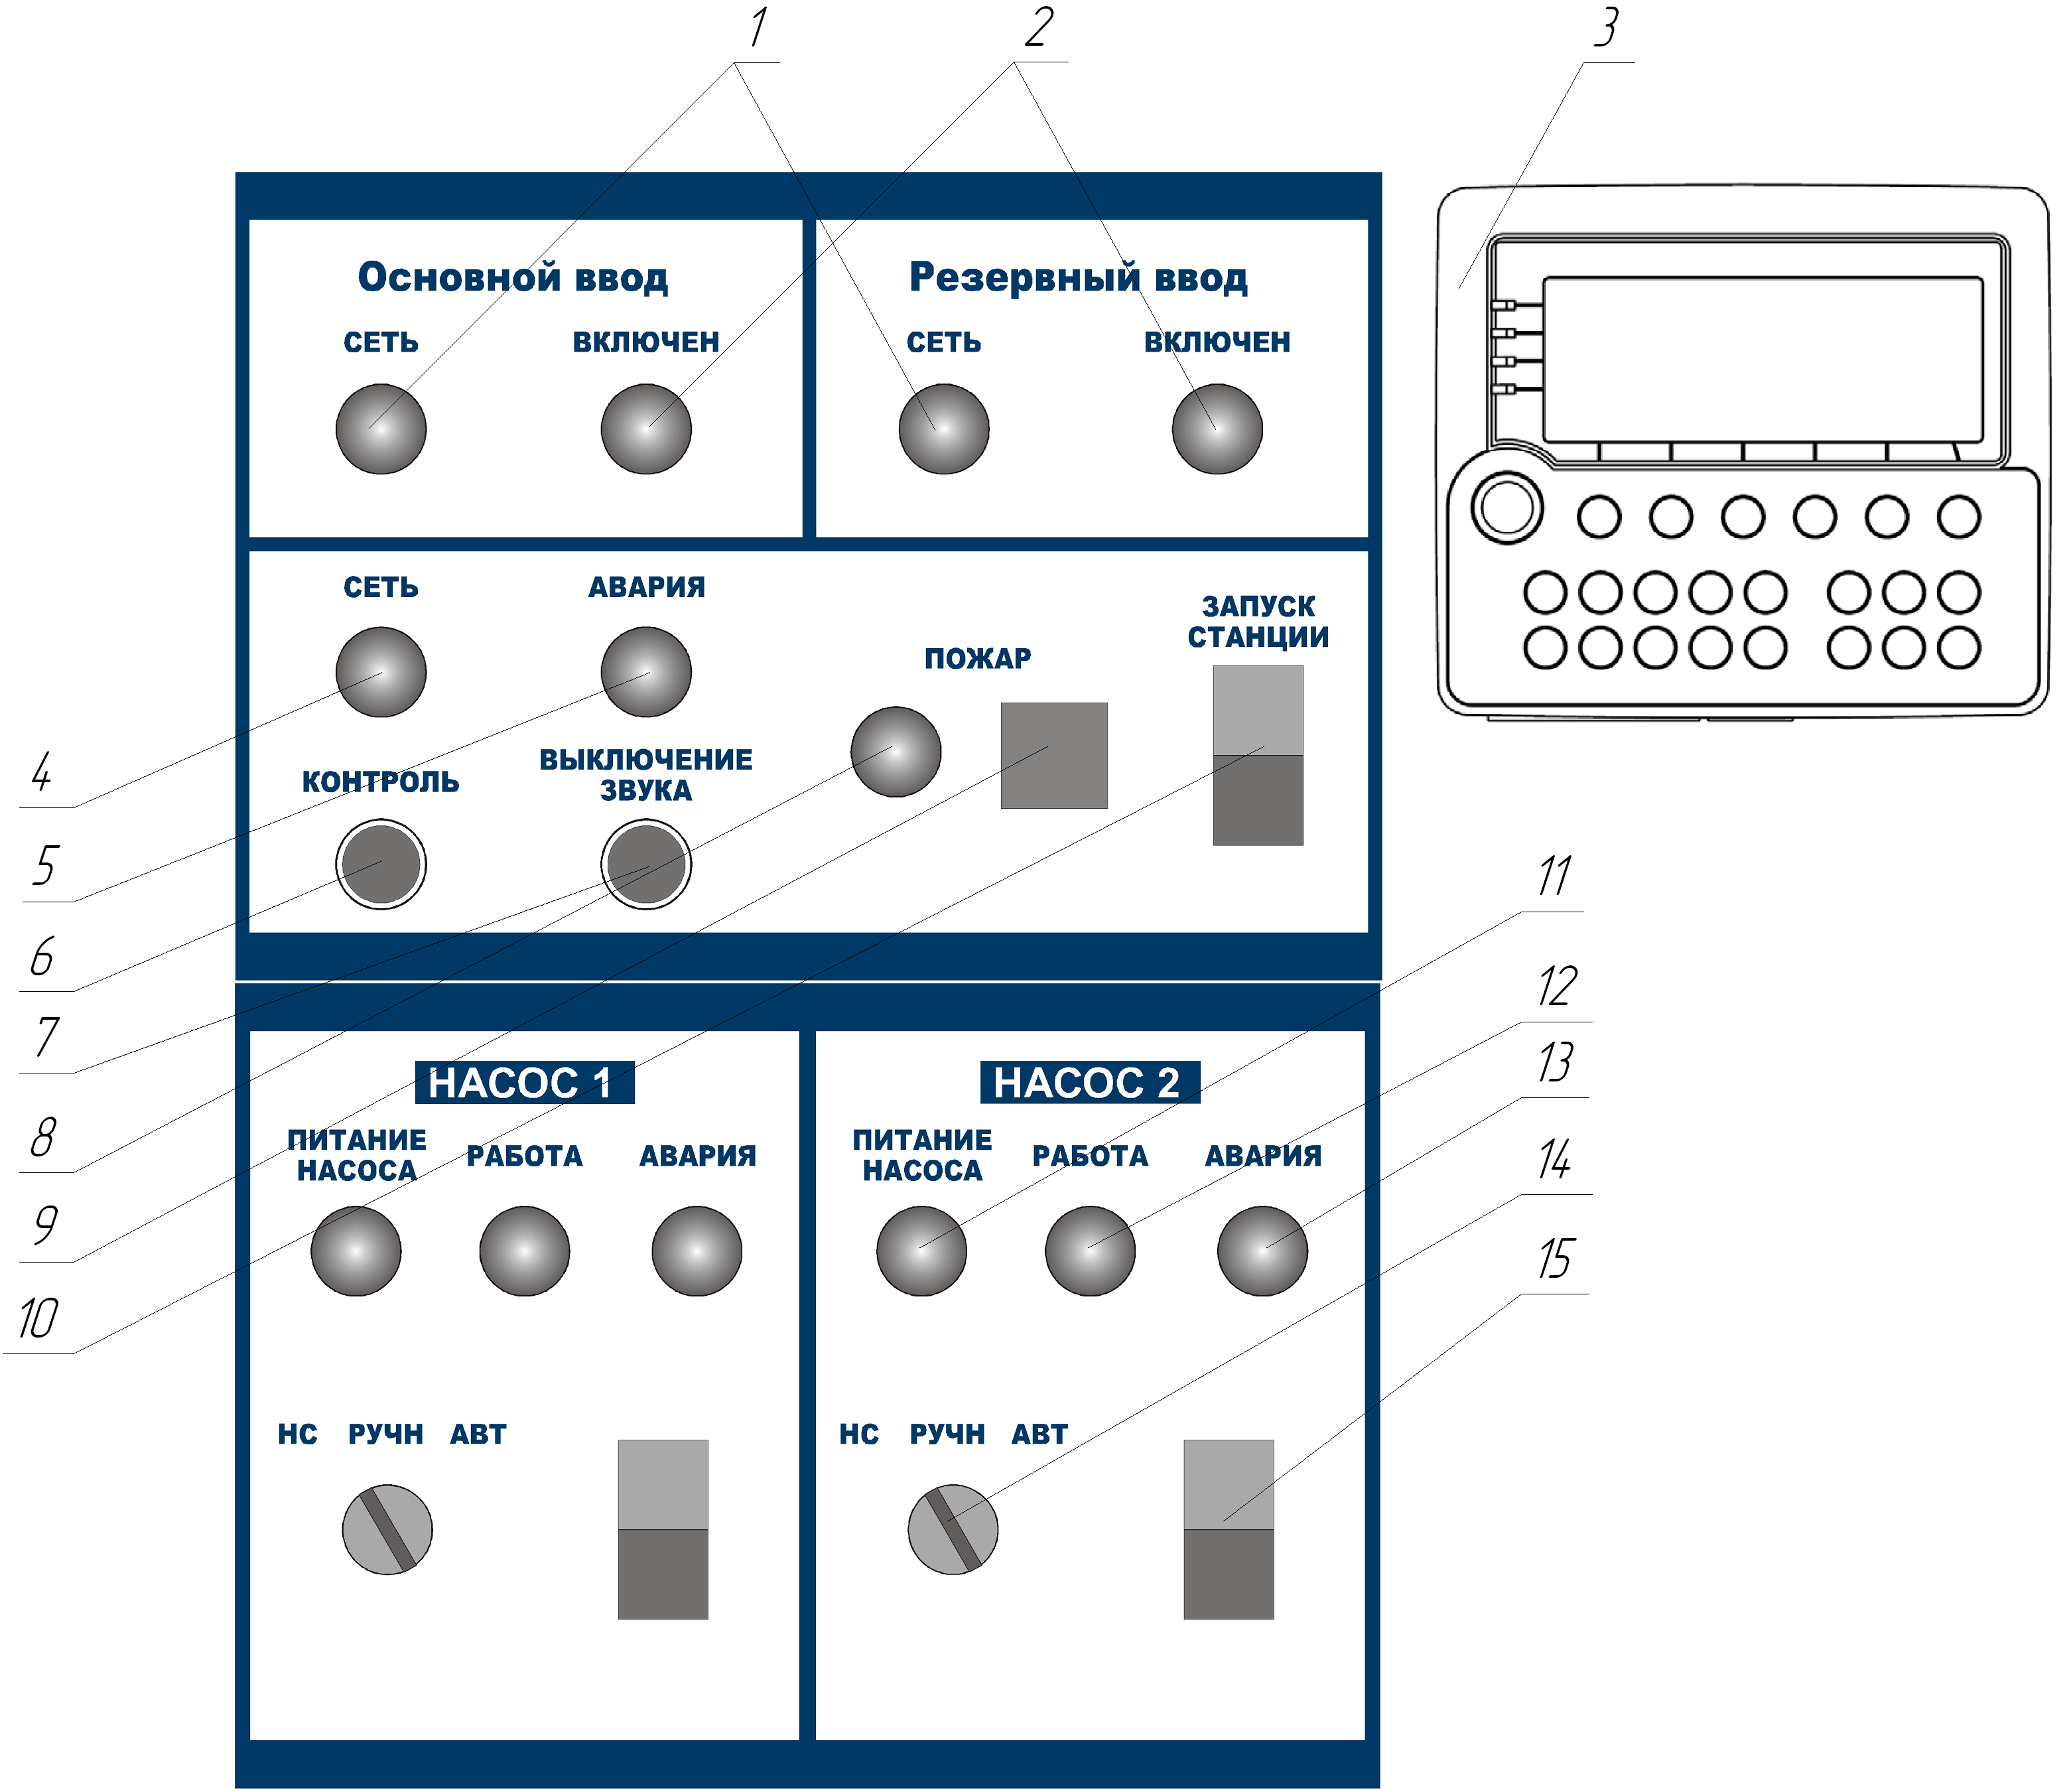 1 2 3
Основной ввод
СЕТЬ ВКЛЮЧЕН
Резервный ввод
СЕТЬ ВКЛЮЧЕН
СЕТЬ АВАРИЯ
ПОЖАР
ЗАПУСК
СТАНЦИИ
КОНТРОЛЬ
ВЫКЛЮЧЕНИЕ
ЗВУКА
4
5
6
7
8
9
10
11
12
13
14
15
НАСОС 1
ПИТАНИЕ
НАСОСА
РАБОТА
АВАРИЯ
НС РУЧН АВТ
НАСОС 2
ПИТАНИЕ
НАСОСА
РАБОТА
АВАРИЯ
НС РУЧН АВТ